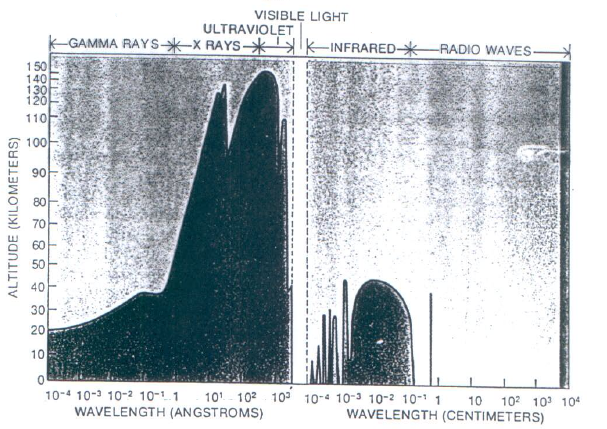 VISIBLE LIGHT
ULTRAVIOLET
GAMMA RAYS X RAYS INFRARED RADIO WAVES
150
140
130
120
110
100
90
80
70
60
50
40
30
20
10
0
ALTITUDE (KILOMETERS)
10⁻⁴ 10⁻³ 10⁻² 10⁻¹ 1 10¹ 10² 10³ 10⁻⁴ 10⁻³ 10⁻² 10⁻¹ 1 10 10² 10³ 10⁴
WAVELENGTH (ANGSTROMS) WAVELENGTH (CENTIMETERS)